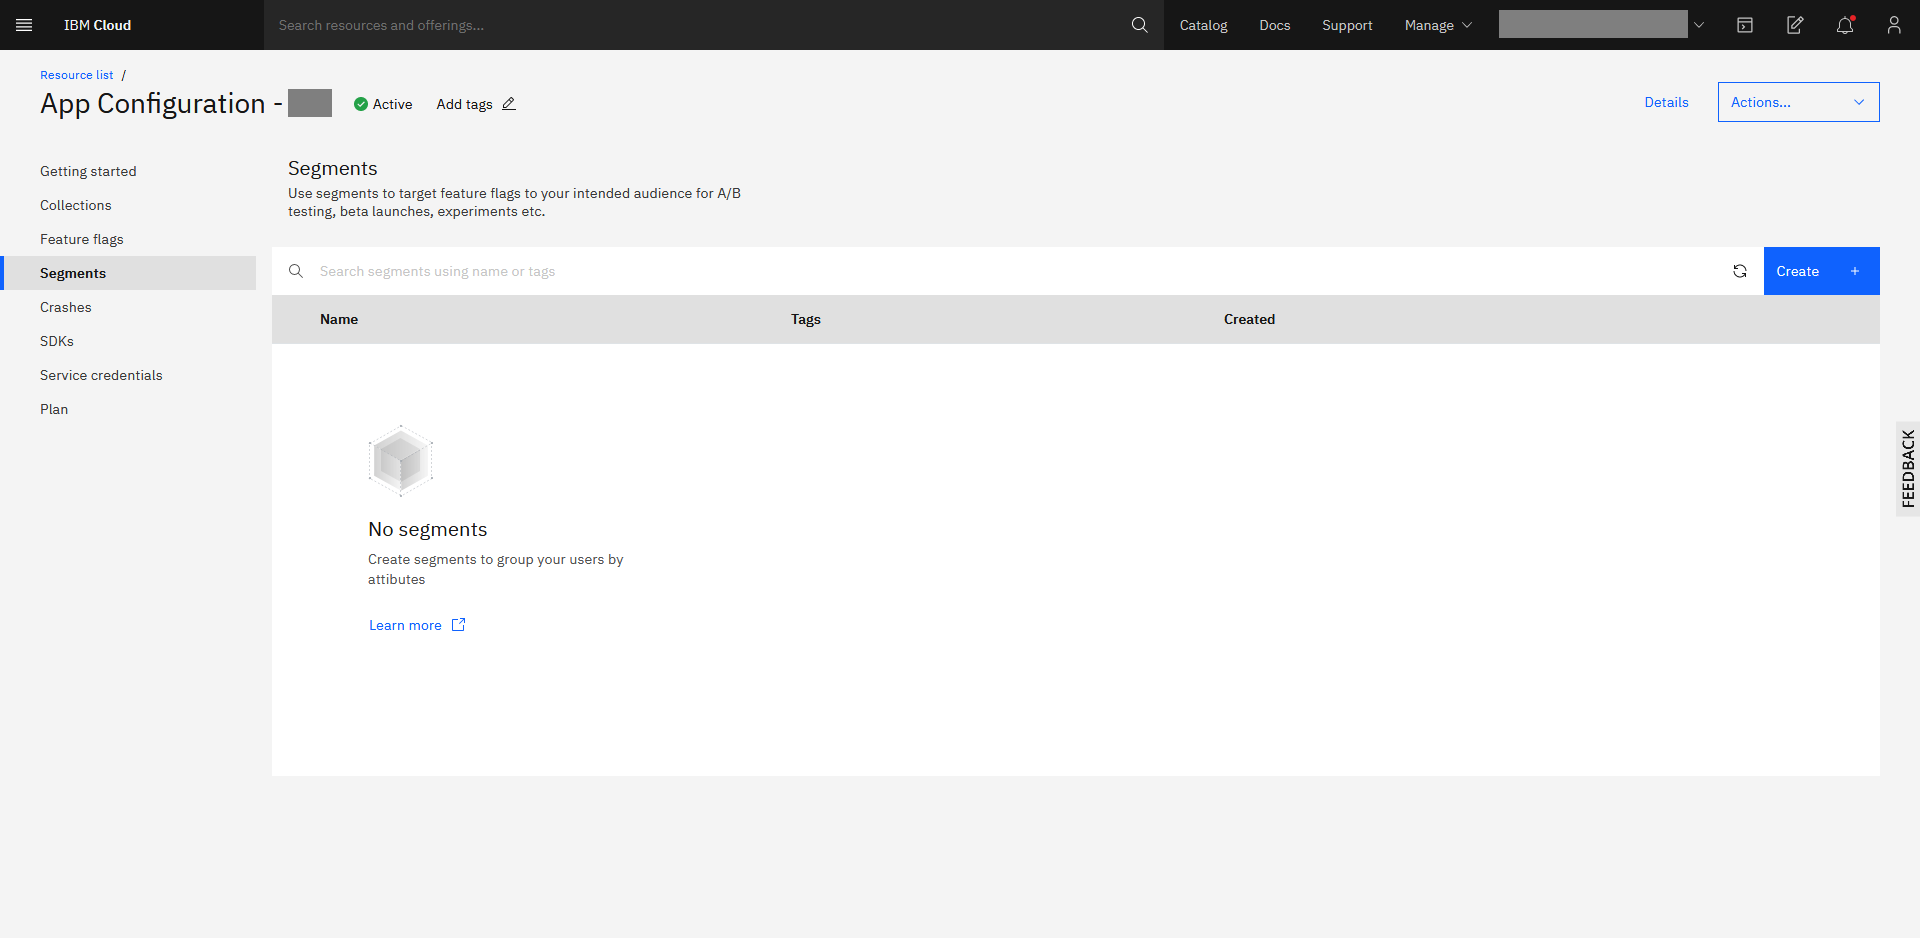 IBM Cloud
Search resources and offerings...
Catalog
Docs
Support
Manage
Resource list /
App Configuration -
Active
Add tags
Details
Actions...
Getting started
Collections
Feature flags
Segments
Crashes
SDKs
Service credentials
Plan
Segments
Use segments to target feature flags to your intended audience for A/B
testing, beta launches, experiments etc.
Search segments using name or tags
Create +
Name
Tags
Created
No segments
Create segments to group your users by
attibutes
Learn more
FEEDBACK